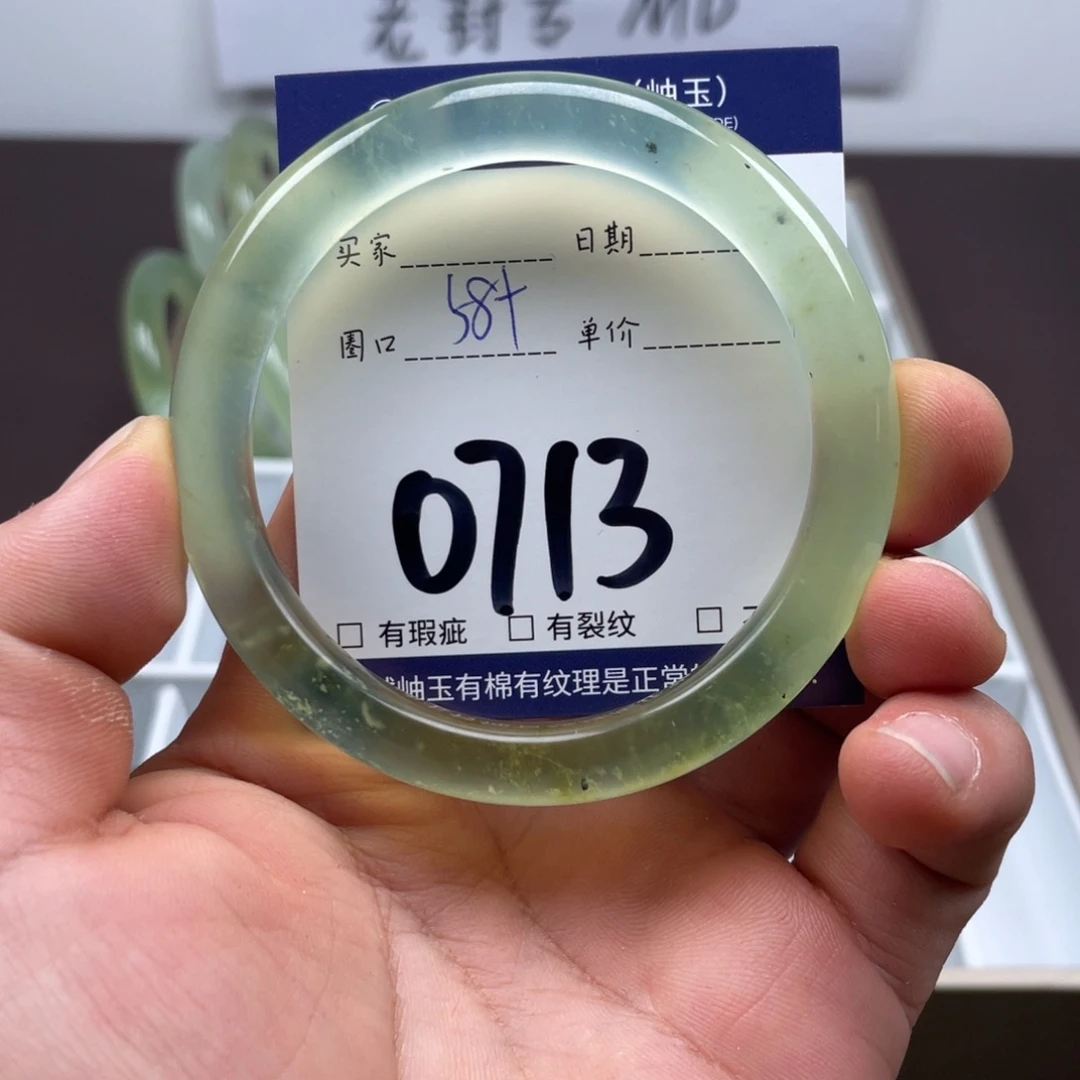 (岫玉)
买家 日期
58+
圈口 单价
0713
□ 有瑕疵 □ 有裂纹 □
岫玉有棉有纹理是正常